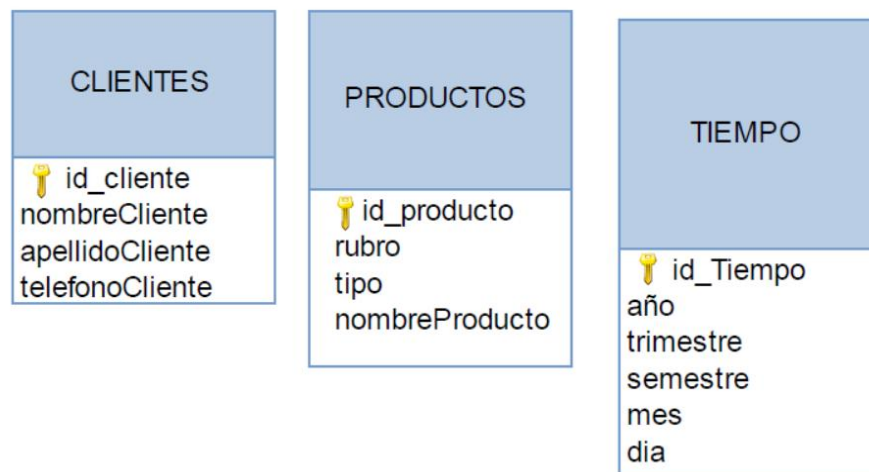 CLIENTES
id_cliente
nombreCliente
apellidoCliente
telefonoCliente
PRODUCTOS
id_producto
rubro
tipo
nombreProducto
TIEMPO
id_Tiempo
año
trimestre
semestre
mes
dia